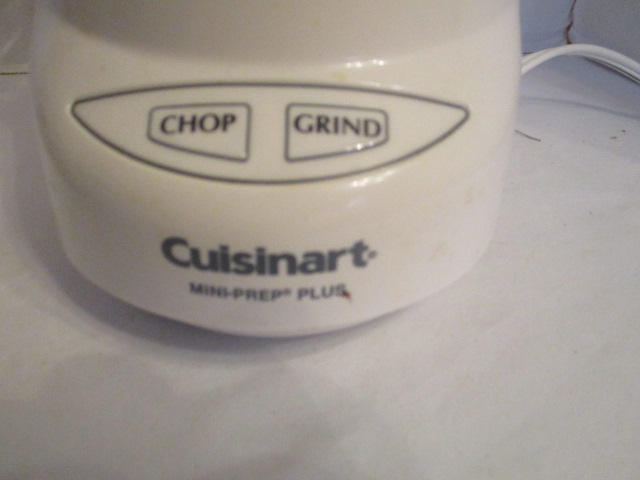 CHOP GRIND
Cuisinart®
MINI-PREP® PLUS